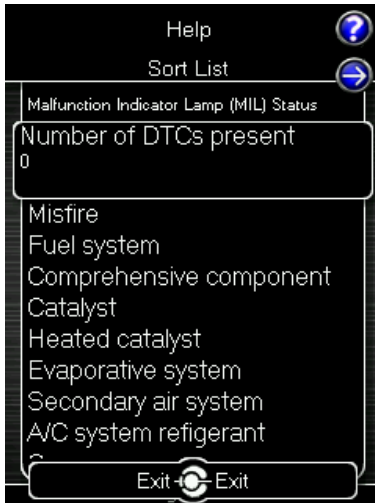 Help
?
Sort List
Malfunction Indicator Lamp (MIL) Status
Number of DTCs present
0
Misfire
Fuel system
Comprehensive component
Catalyst
Heated catalyst
Evaporative system
Secondary air system
A/C system refigerant
Exit Exit